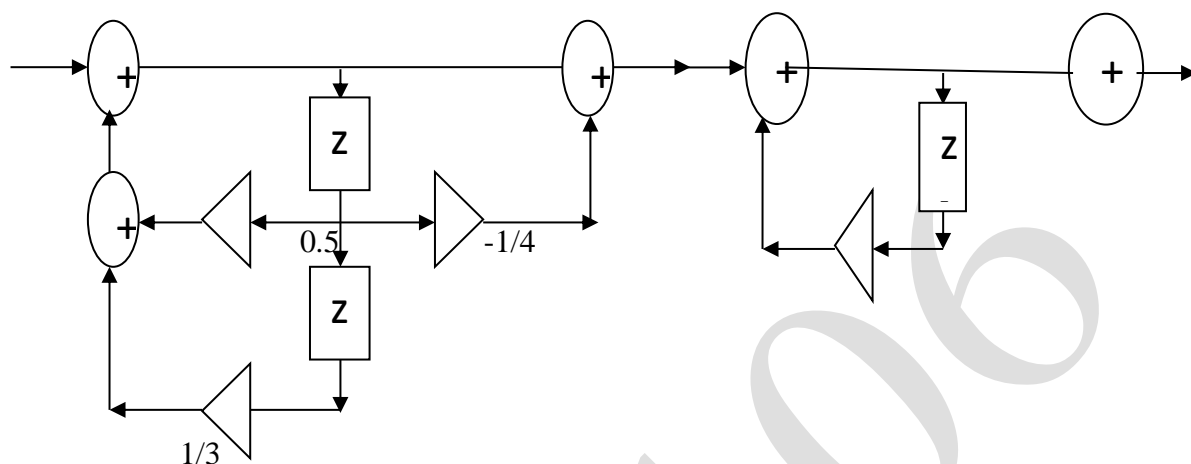 + + + +
Z Z
+ 0.5 -1/4 -
Z
1/3